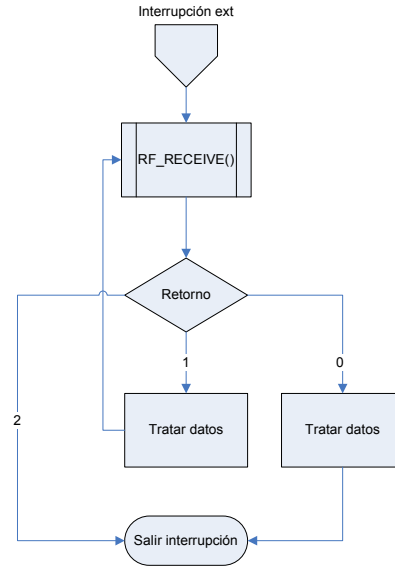 Interrupción ext
RF_RECEIVE()
Retorno
1
0
2
Tratar datos
Tratar datos
Salir interrupción